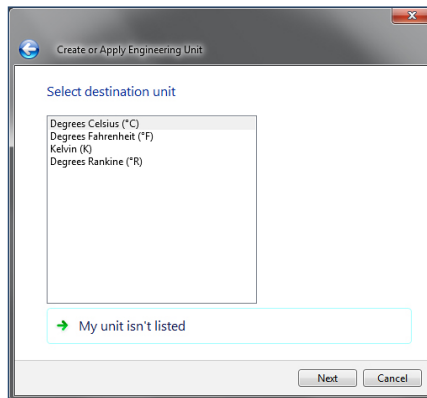 Create or Apply Engineering Unit
Select destination unit
Degrees Celsius (°C)
Degrees Fahrenheit (°F)
Kelvin (K)
Degrees Rankine (°R)
My unit isn't listed
Next Cancel